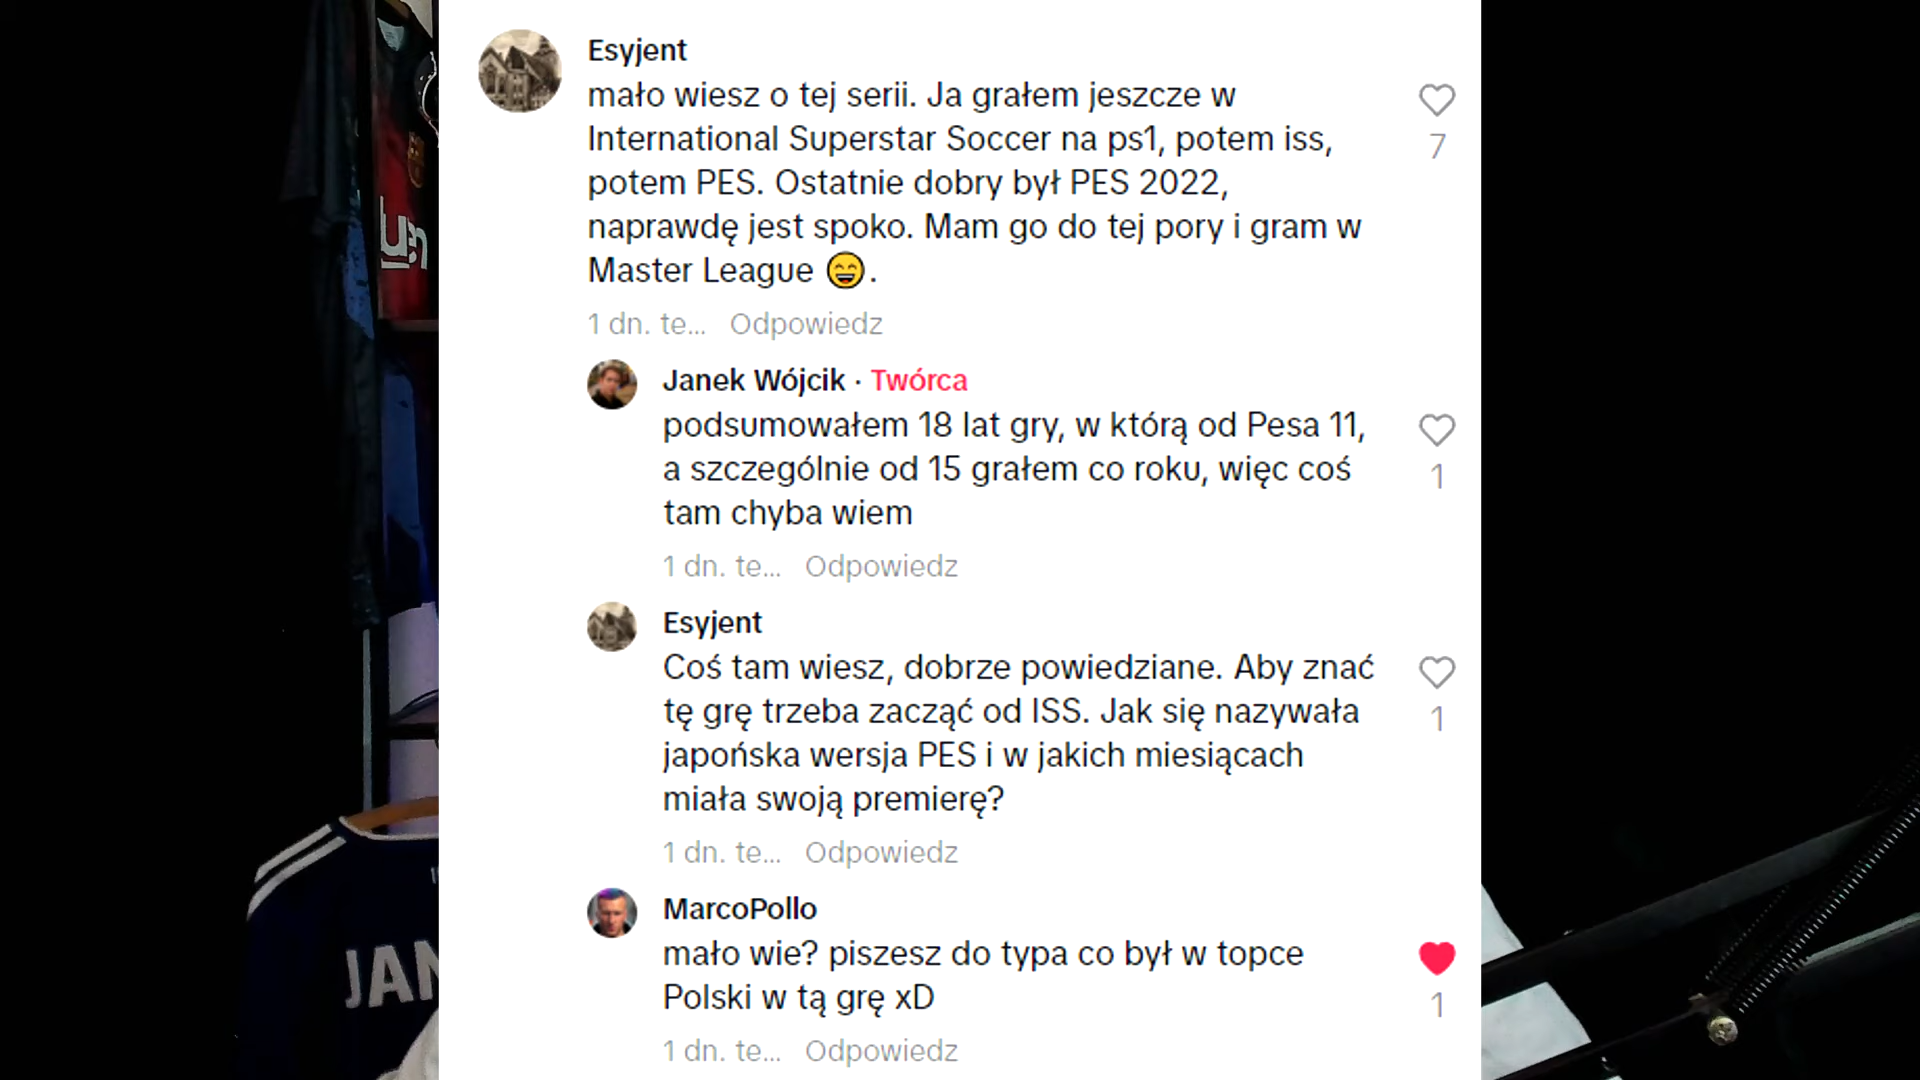 Esyjent
mało wiesz o tej serii. Ja grałem jeszcze w
International Superstar Soccer na ps1, potem iss,
potem PES. Ostatnie dobry był PES 2022,
naprawdę jest spoko. Mam go do tej pory i gram w
Master League 😄.
7
1 dn. te... Odpowiedz
Janek Wójcik · Twórca
podsumowałem 18 lat gry, w którą od Pesa 11,
a szczególnie od 15 grałem co roku, więc coś
tam chyba wiem
1
1 dn. te... Odpowiedz
Esyjent
Coś tam wiesz, dobrze powiedziane. Aby znać
tę grę trzeba zacząć od ISS. Jak się nazywała
japońska wersja PES i w jakich miesiącach
miała swoją premierę?
1
1 dn. te... Odpowiedz
MarcoPollo
mało wie? piszesz do typa co był w topce
Polski w tą grę xD
1
1 dn. te... Odpowiedz
JAN